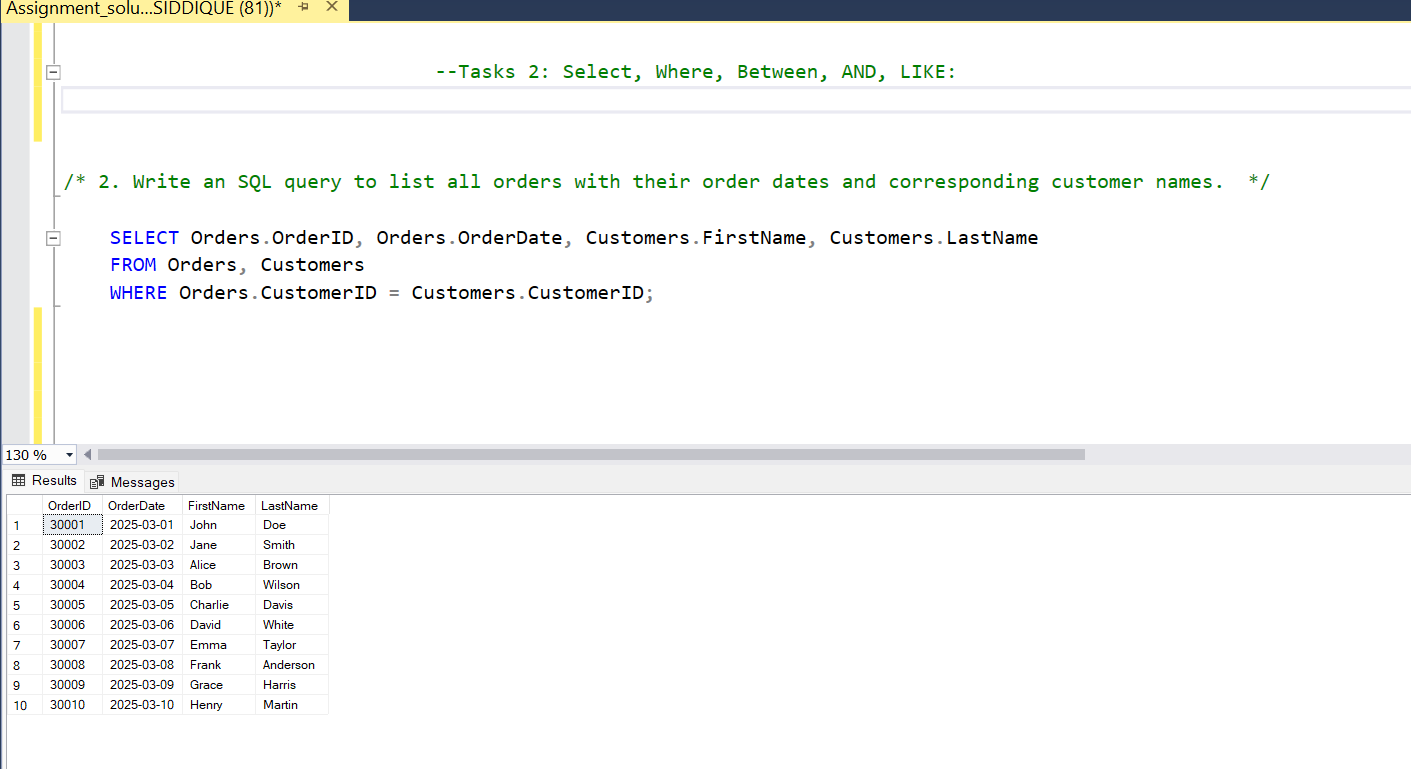 Assignment_solu...SIDDIQUE (81))*
--Tasks 2: Select, Where, Between, AND, LIKE:
/* 2. Write an SQL query to list all orders with their order dates and corresponding customer names.  */
SELECT Orders.OrderID, Orders.OrderDate, Customers.FirstName, Customers.LastName
FROM Orders, Customers
WHERE Orders.CustomerID = Customers.CustomerID;
130 %
Results Messages
OrderID OrderDate FirstName LastName
1 30001 2025-03-01 John Doe
2 30002 2025-03-02 Jane Smith
3 30003 2025-03-03 Alice Brown
4 30004 2025-03-04 Bob Wilson
5 30005 2025-03-05 Charlie Davis
6 30006 2025-03-06 David White
7 30007 2025-03-07 Emma Taylor
8 30008 2025-03-08 Frank Anderson
9 30009 2025-03-09 Grace Harris
10 30010 2025-03-10 Henry Martin